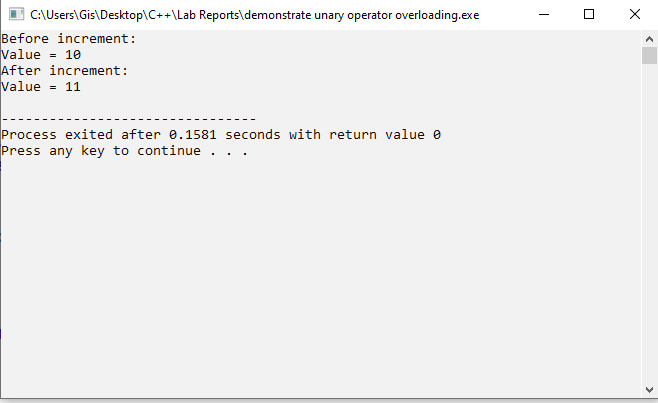 C:\Users\Gis\Desktop\C++\Lab Reports\demonstrate unary operator overloading.exe
Before increment:
Value = 10
After increment:
Value = 11
--------------------------------
Process exited after 0.1581 seconds with return value 0
Press any key to continue . . .